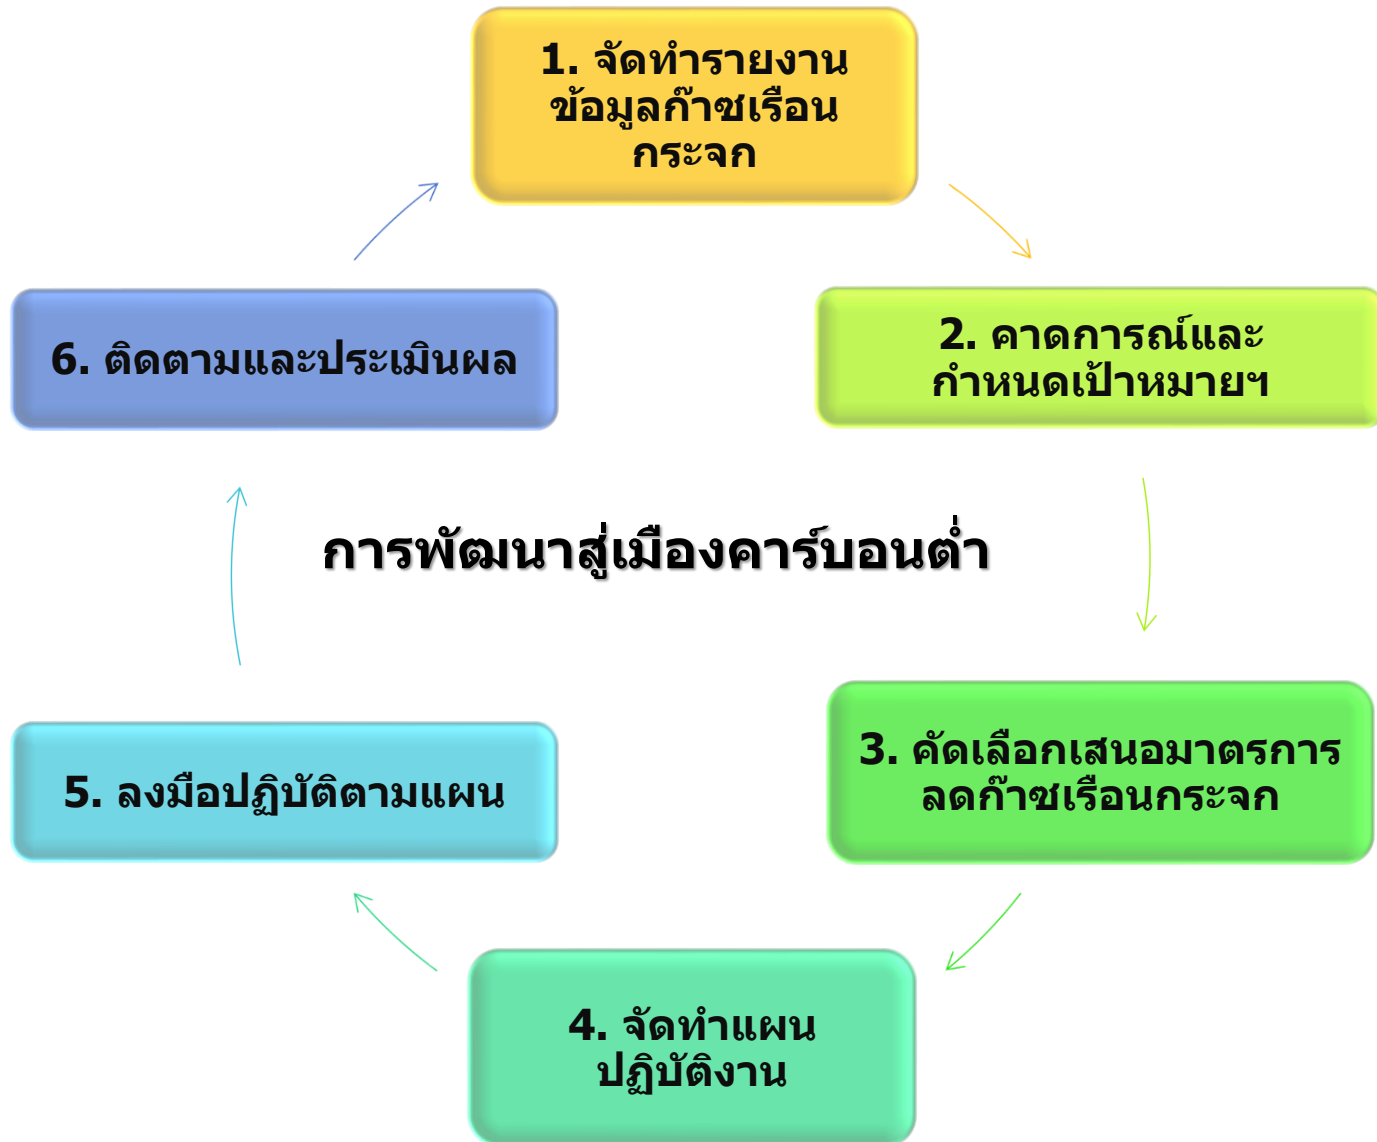 1. จัดทำรายงาน
ข้อมูลก๊าซเรือน
กระจก
2. คาดการณ์และ
กำหนดเป้าหมายฯ
3. คัดเลือกเสนอมาตรการ
ลดก๊าซเรือนกระจก
4. จัดทำแผน
ปฏิบัติงาน
5. ลงมือปฏิบัติตามแผน
6. ติดตามและประเมินผล
การพัฒนาสู่เมืองคาร์บอนต่ำ